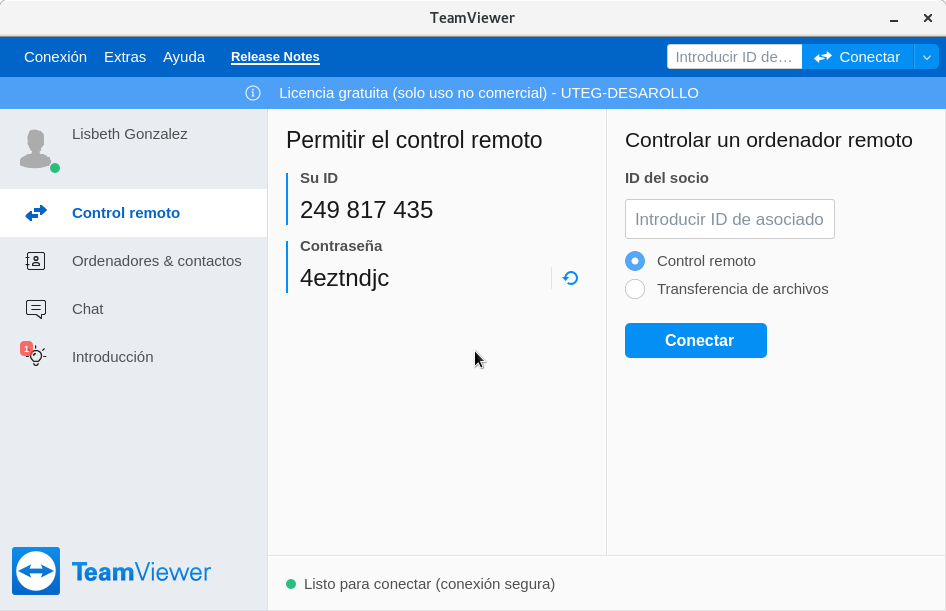 TeamViewer
Conexión Extras Ayuda Release Notes Introducir ID de... Conectar
Licencia gratuita (solo uso no comercial) - UTEG-DESAROLLO
Lisbeth Gonzalez
Control remoto
Ordenadores & contactos
Chat
1
Introducción
TeamViewer
Permitir el control remoto
Su ID
249 817 435
Contraseña
4eztndjc
Controlar un ordenador remoto
ID del socio
Introducir ID de asociado
Control remoto
Transferencia de archivos
Conectar
Listo para conectar (conexión segura)